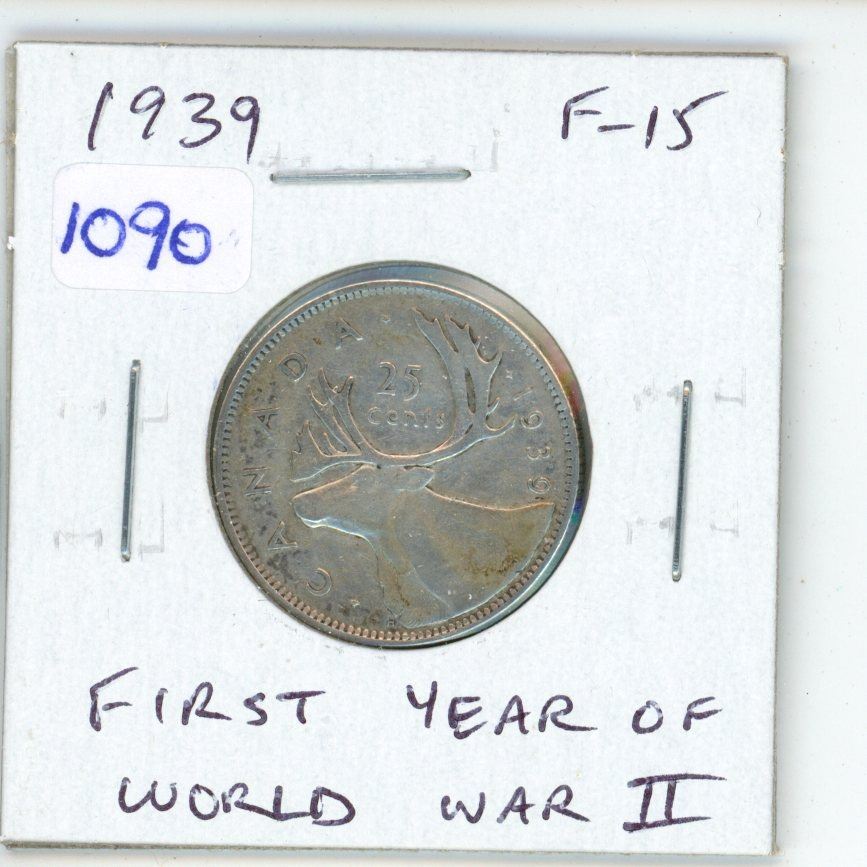 1939 F-15
1090
CANADA
25
cents
1939
H
FIRST YEAR OF
WORLD WAR II